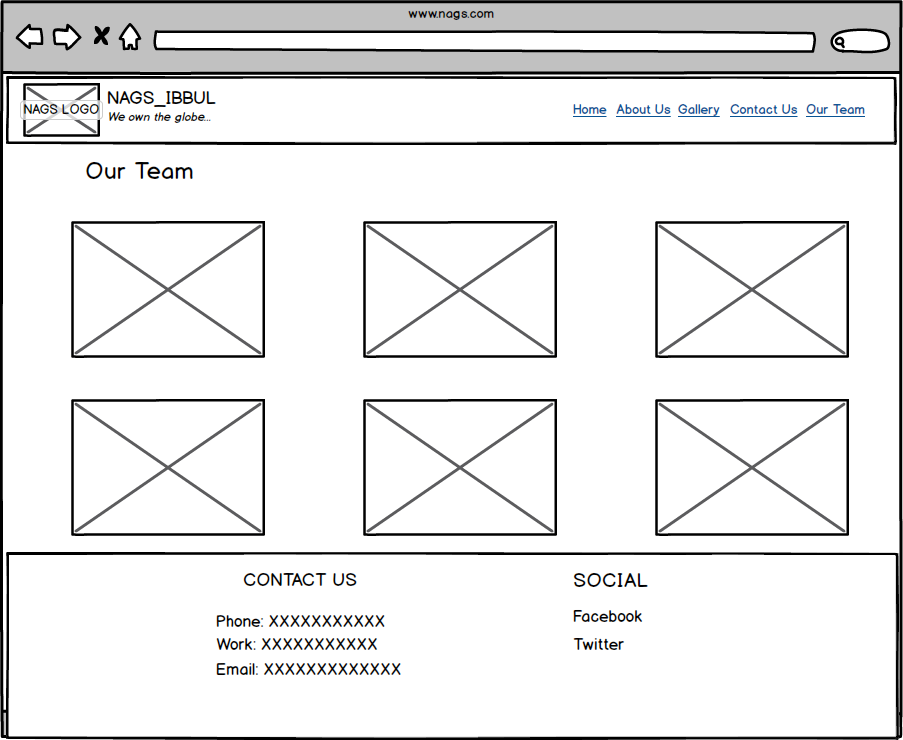 www.nags.com
NAGS LOGO
NAGS_IBBUL
We own the globe...
Home About Us Gallery Contact Us Our Team
Our Team
CONTACT US
Phone: XXXXXXXXXXX
Work: XXXXXXXXXXX
Email: XXXXXXXXXXXXX
SOCIAL
Facebook
Twitter